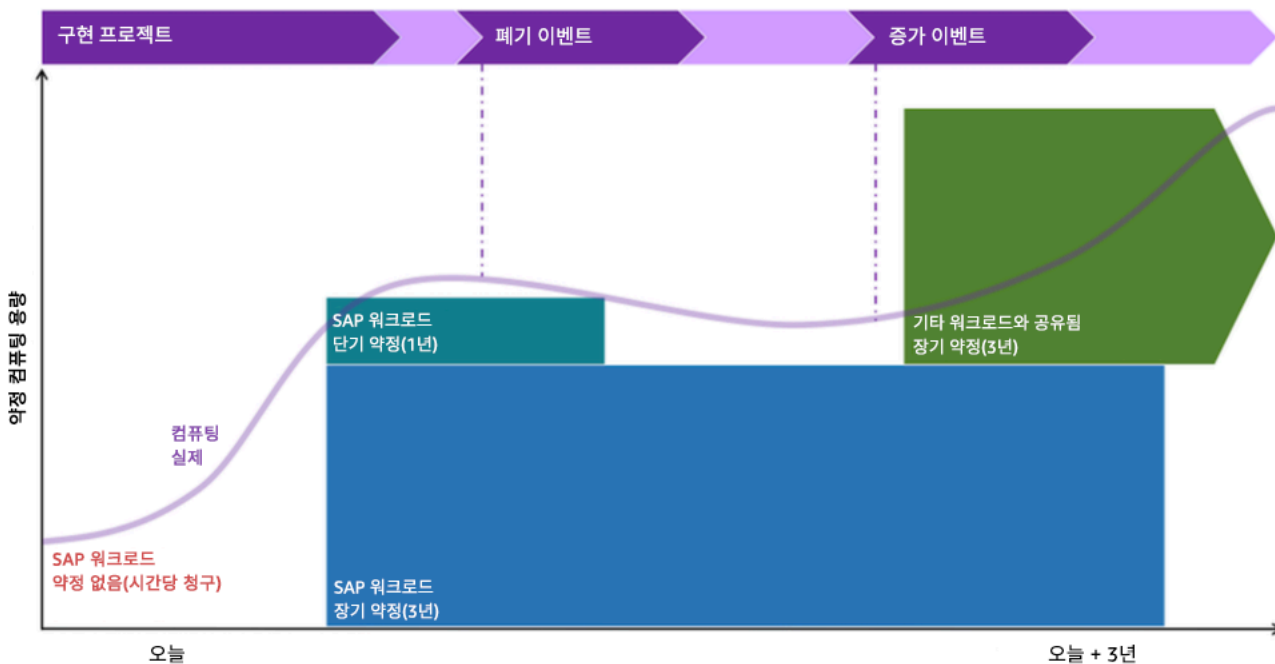 구현 프로젝트
폐기 이벤트
증가 이벤트
약정 컴퓨팅 용량
SAP 워크로드
단기 약정(1년)
기타 워크로드와 공유됨
장기 약정(3년)
컴퓨팅
실제
SAP 워크로드
약정 없음(시간당 청구)
SAP 워크로드
장기 약정(3년)
오늘
오늘 + 3년